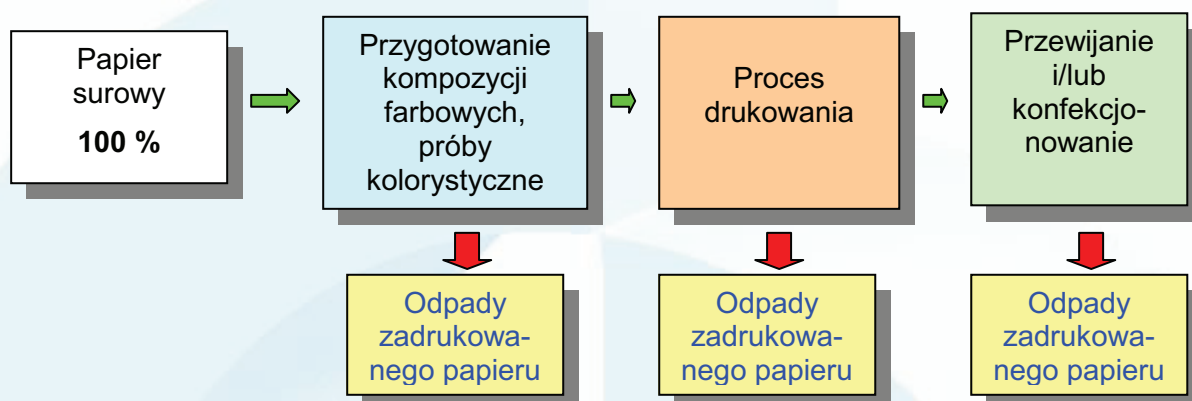 Papier
surowy
100 %
Przygotowanie
kompozycji
farbowych,
próby
kolorystyczne
Proces
drukowania
Przewijanie
i/lub
konfekcjo-
nowanie
Odpady
zadrukowa-
nego papieru
Odpady
zadrukowa-
nego papieru
Odpady
zadrukowa-
nego papieru